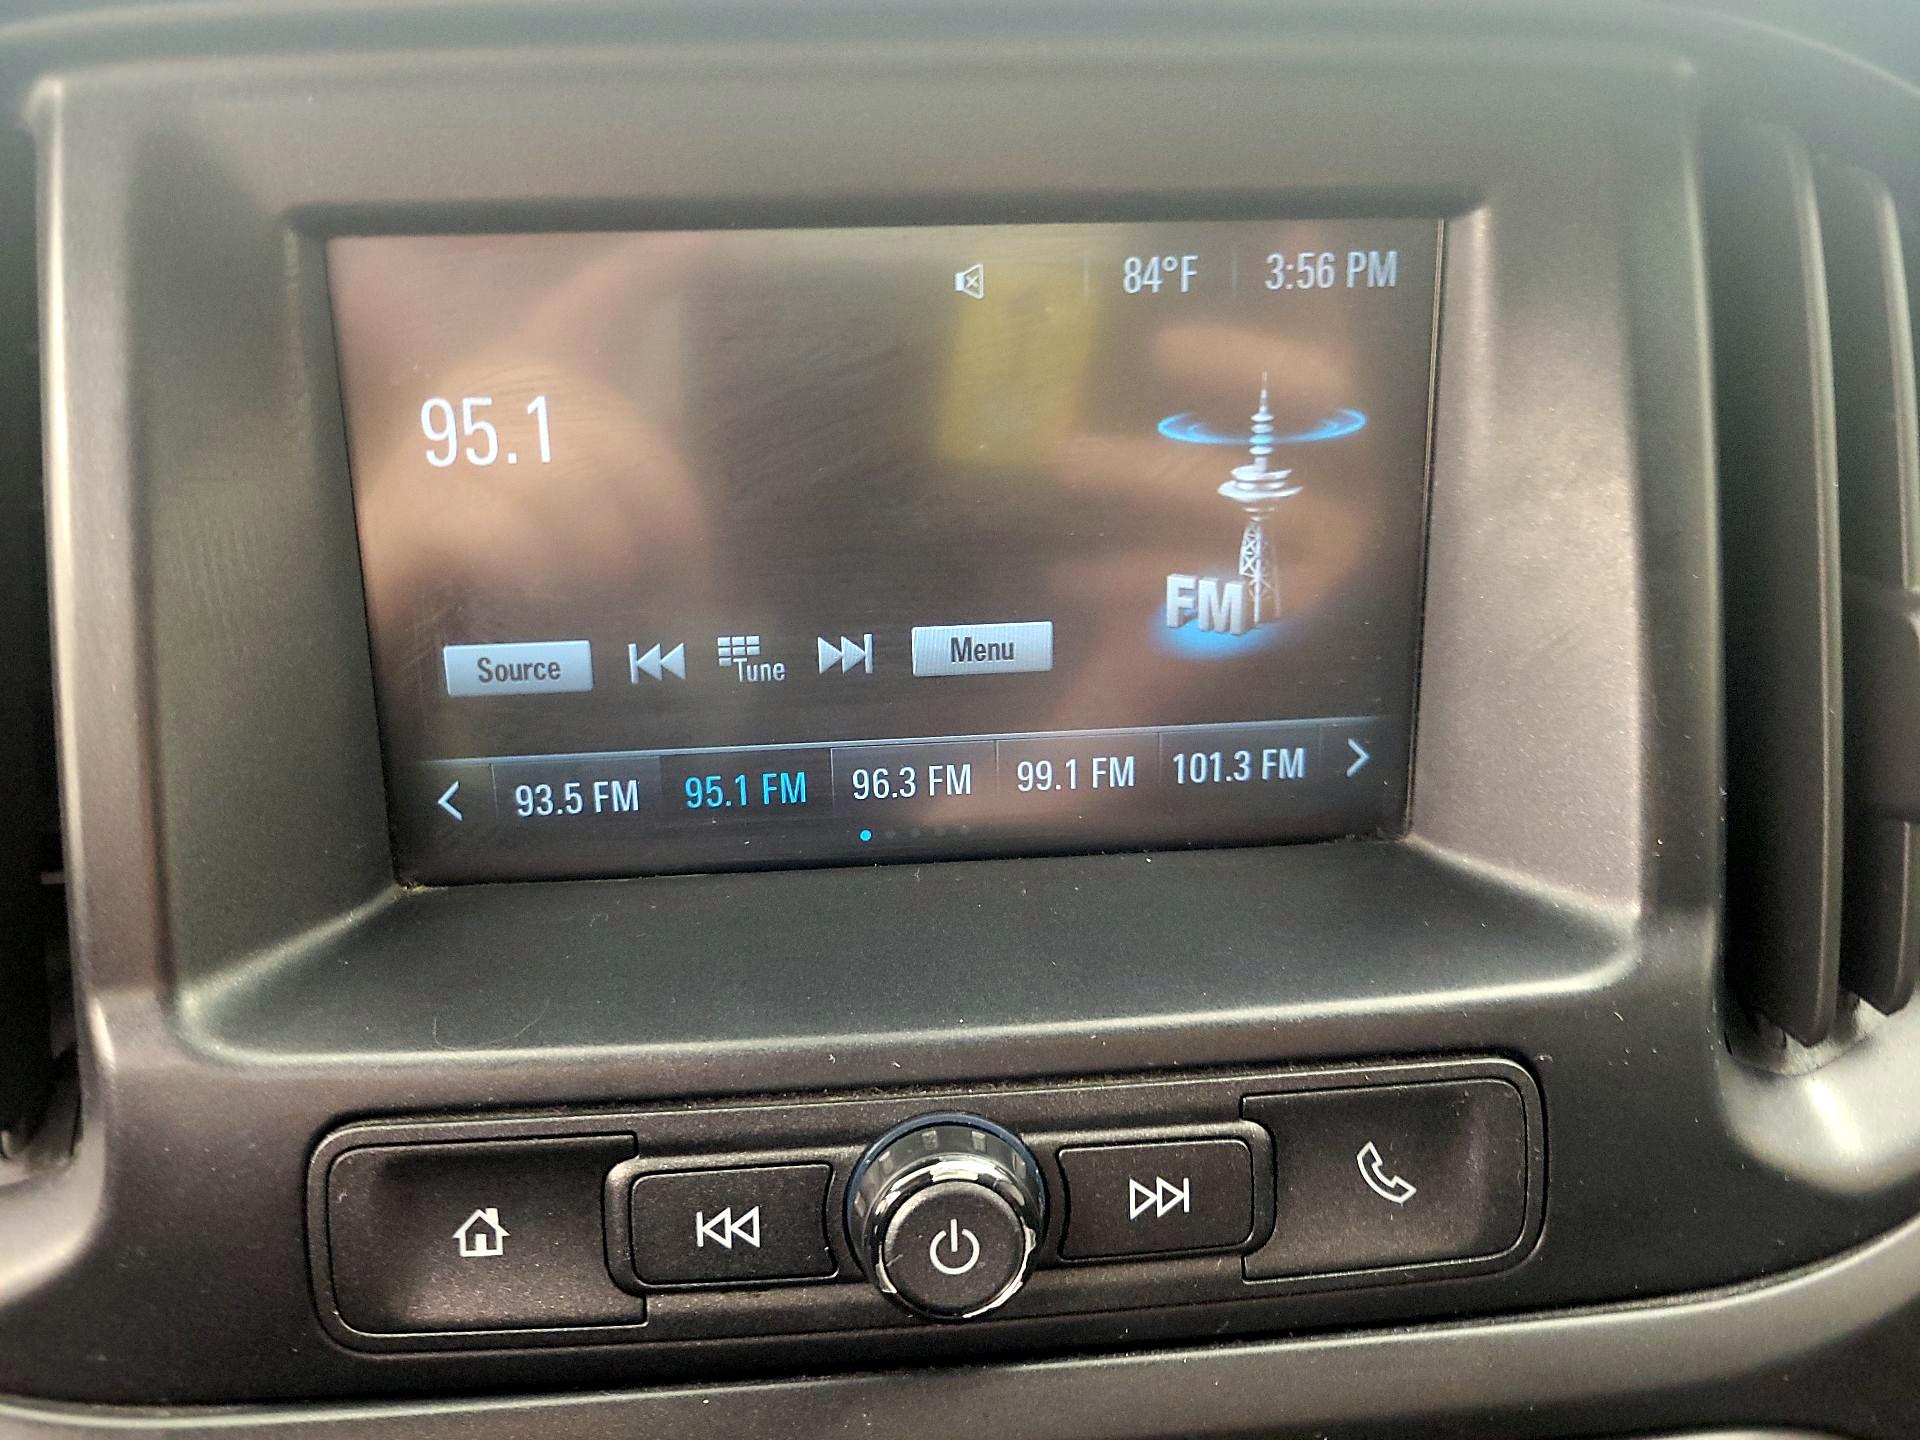 84°F 3:56 PM
95.1
FM
Source Tune Menu
93.5 FM 95.1 FM 96.3 FM 99.1 FM 101.3 FM